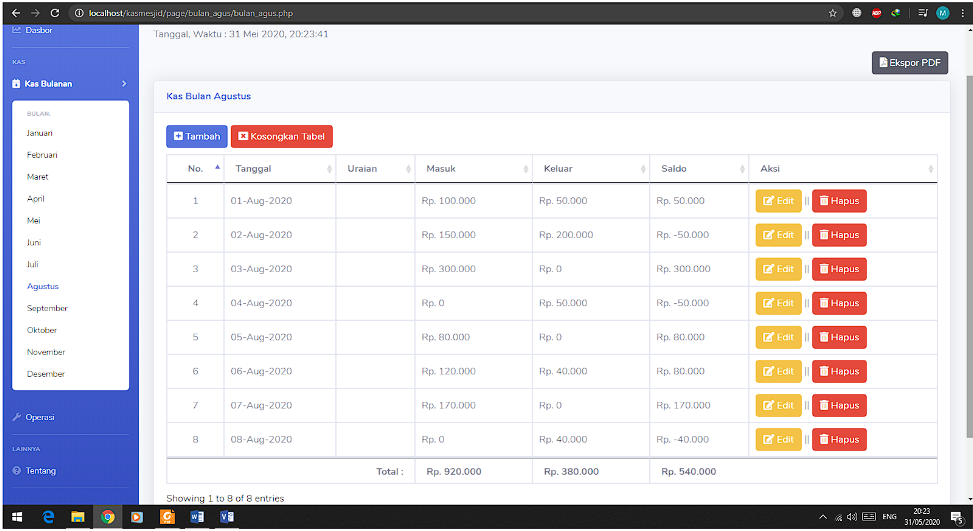 localhost/kasmesjid/page/bulan_agus/bulan_agus.php
Dasbor
KAS
Kas Bulanan
BULAN:
Januari
Februari
Maret
April
Mei
Juni
Juli
Agustus
September
Oktober
November
Desember
Operasi
LAINNYA
Tentang
Tanggal, Waktu : 31 Mei 2020, 20:23:41
Ekspor PDF
Kas Bulan Agustus
Tambah Kosongkan Tabel
No. Tanggal Uraian Masuk Keluar Saldo Aksi
1 01-Aug-2020 Rp. 100.000 Rp. 50.000 Rp. 50.000 Edit || Hapus
2 02-Aug-2020 Rp. 150.000 Rp. 200.000 Rp. -50.000 Edit || Hapus
3 03-Aug-2020 Rp. 300.000 Rp. 0 Rp. 300.000 Edit || Hapus
4 04-Aug-2020 Rp. 0 Rp. 50.000 Rp. -50.000 Edit || Hapus
5 05-Aug-2020 Rp. 80.000 Rp. 0 Rp. 80.000 Edit || Hapus
6 06-Aug-2020 Rp. 120.000 Rp. 40.000 Rp. 80.000 Edit || Hapus
7 07-Aug-2020 Rp. 170.000 Rp. 0 Rp. 170.000 Edit || Hapus
8 08-Aug-2020 Rp. 0 Rp. 40.000 Rp. -40.000 Edit || Hapus
Total : Rp. 920.000 Rp. 380.000 Rp. 540.000
Showing 1 to 8 of 8 entries
ENG
20:23
31/05/2020